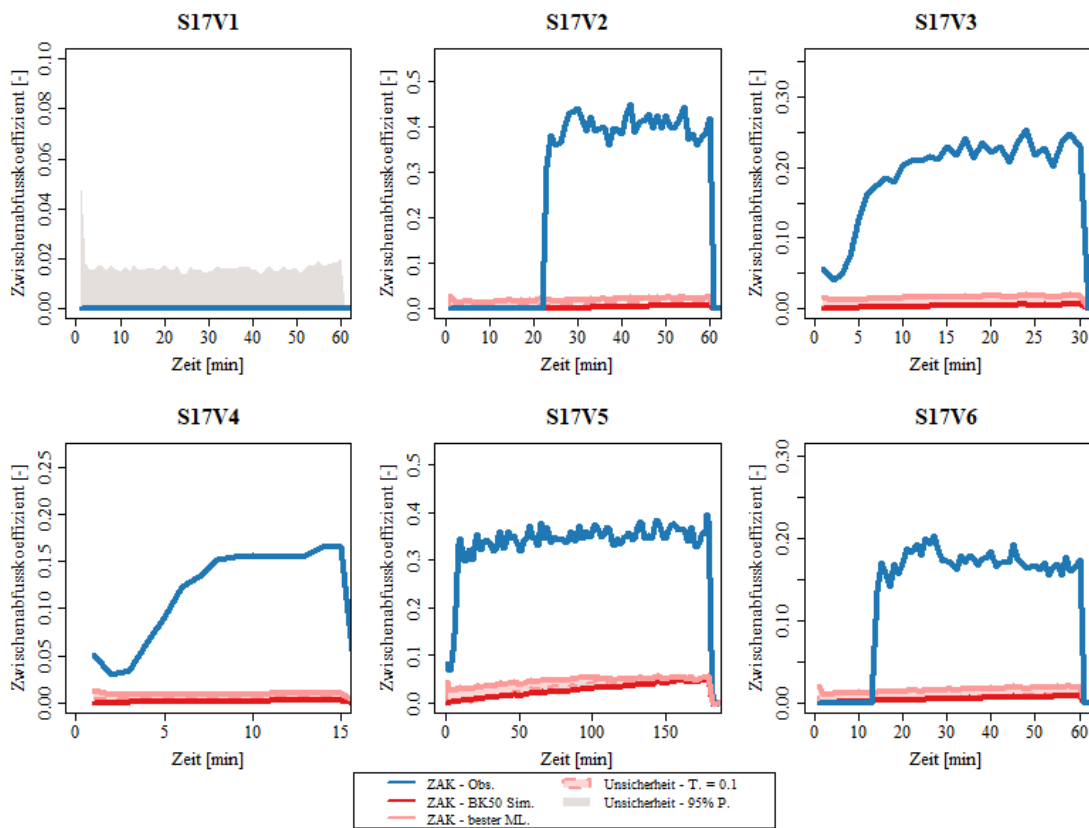 S17V1 S17V2 S17V3
Zwischenabfusskoeffizient [-] Zwischenabfusskoeffizient [-] Zwischenabfusskoeffizient [-]
0.00 0.02 0.04 0.06 0.08 0.10
0.0 0.1 0.2 0.3 0.4 0.5
0.00 0.10 0.20 0.30
0 10 20 30 40 50 60
0 10 20 30 40 50 60
0 5 10 15 20 25 30
Zeit [min] Zeit [min] Zeit [min]
S17V4 S17V5 S17V6
Zwischenabfusskoeffizient [-] Zwischenabfusskoeffizient [-] Zwischenabfusskoeffizient [-]
0.00 0.05 0.10 0.15 0.20 0.25
0.0 0.1 0.2 0.3 0.4 0.5
0.00 0.10 0.20 0.30
0 5 10 15
0 50 100 150
0 10 20 30 40 50 60
Zeit [min] Zeit [min] Zeit [min]
ZAK - Obs. Unsicherheit - T. = 0.1
ZAK - BK50 Sim. Unsicherheit - 95% P.
ZAK - bester ML.